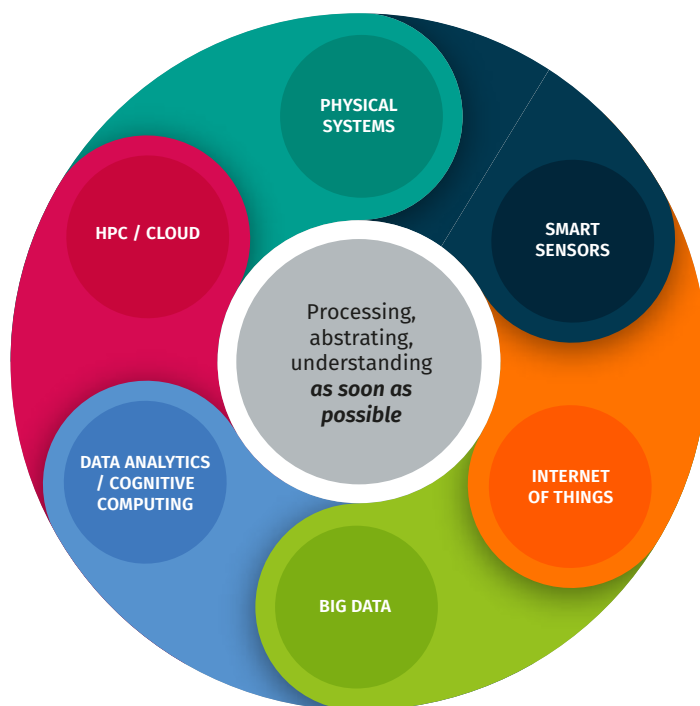 PHYSICAL
SYSTEMS
SMART
SENSORS
INTERNET
OF THINGS
BIG DATA
DATA ANALYTICS
/ COGNITIVE
COMPUTING
HPC / CLOUD
Processing,
abstrating,
understanding
as soon as
possible